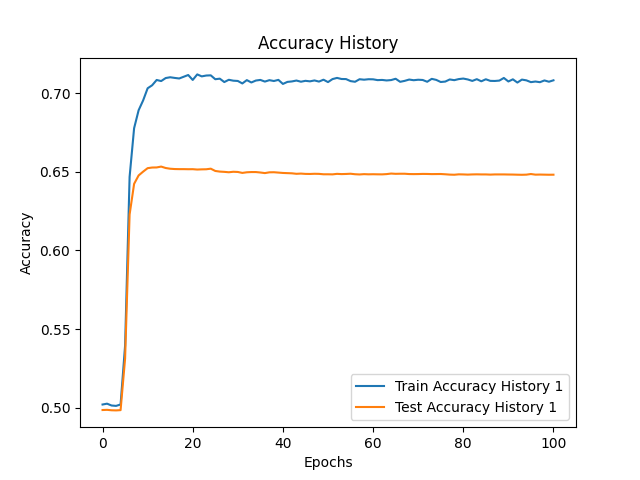 Accuracy History
0.70
0.65
0.60
0.55
0.50
Accuracy
Train Accuracy History 1
Test Accuracy History 1
0 20 40 60 80 100
Epochs